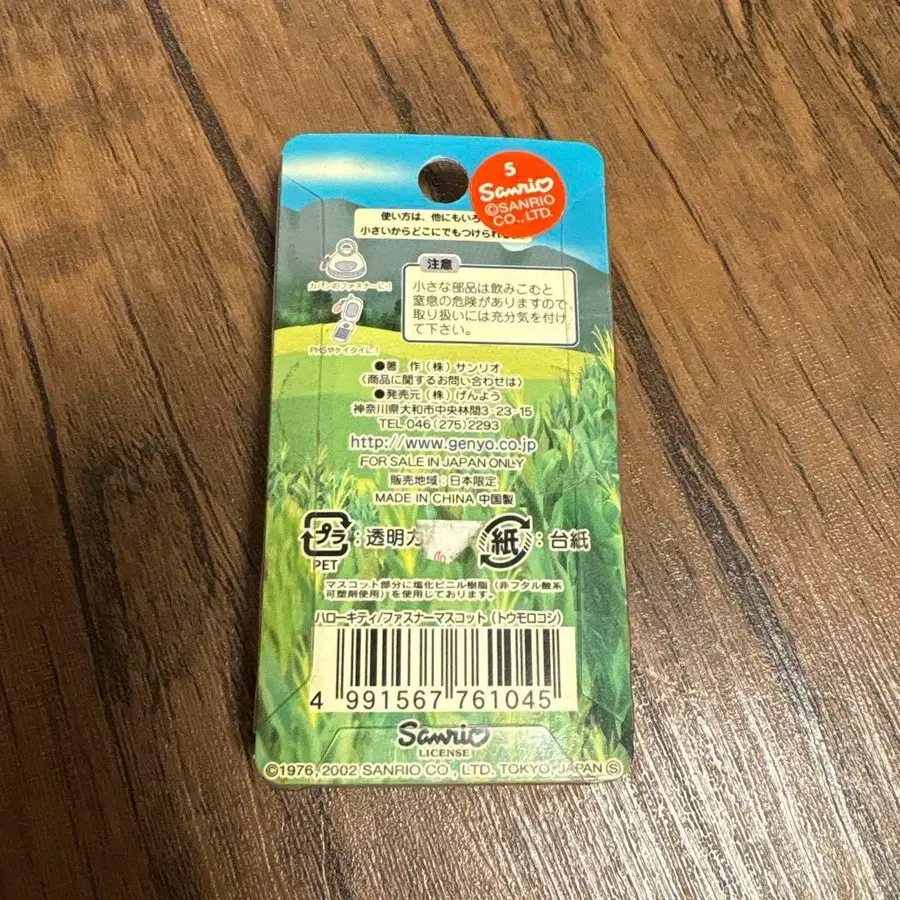 5
Sanrio
©SANRIO
CO., LTD.
使い方は、他にもいろ
小さいからどこにでもつけられ
カバンのファスナーに!
PHSやケイタイに!
注意
小さな部品は飲みこむと
窒息の危険がありますので、
取り扱いには充分気を付け
て下さい。
●著 作(株)サンリオ
〈商品に関するお問い合わせは〉
●発売元(株)げんよう
神奈川県大和市中央林間3-23-15
TEL 046(275)2293
http://www.genyo.co.jp
FOR SALE IN JAPAN ONLY
販売地域:日本限定
MADE IN CHINA 中国製
プラ:透明カ
紙:台紙
PET
マスコット部分に塩化ビニル樹脂(非フタル酸系
可塑剤使用)を使用しております。
ハローキティ/ファスナーマスコット(トウモロコシ)
4 991567 761045
Sanrio
LICENSE
©1976, 2002 SANRIO CO., LTD. TOKYO, JAPAN Ⓢ